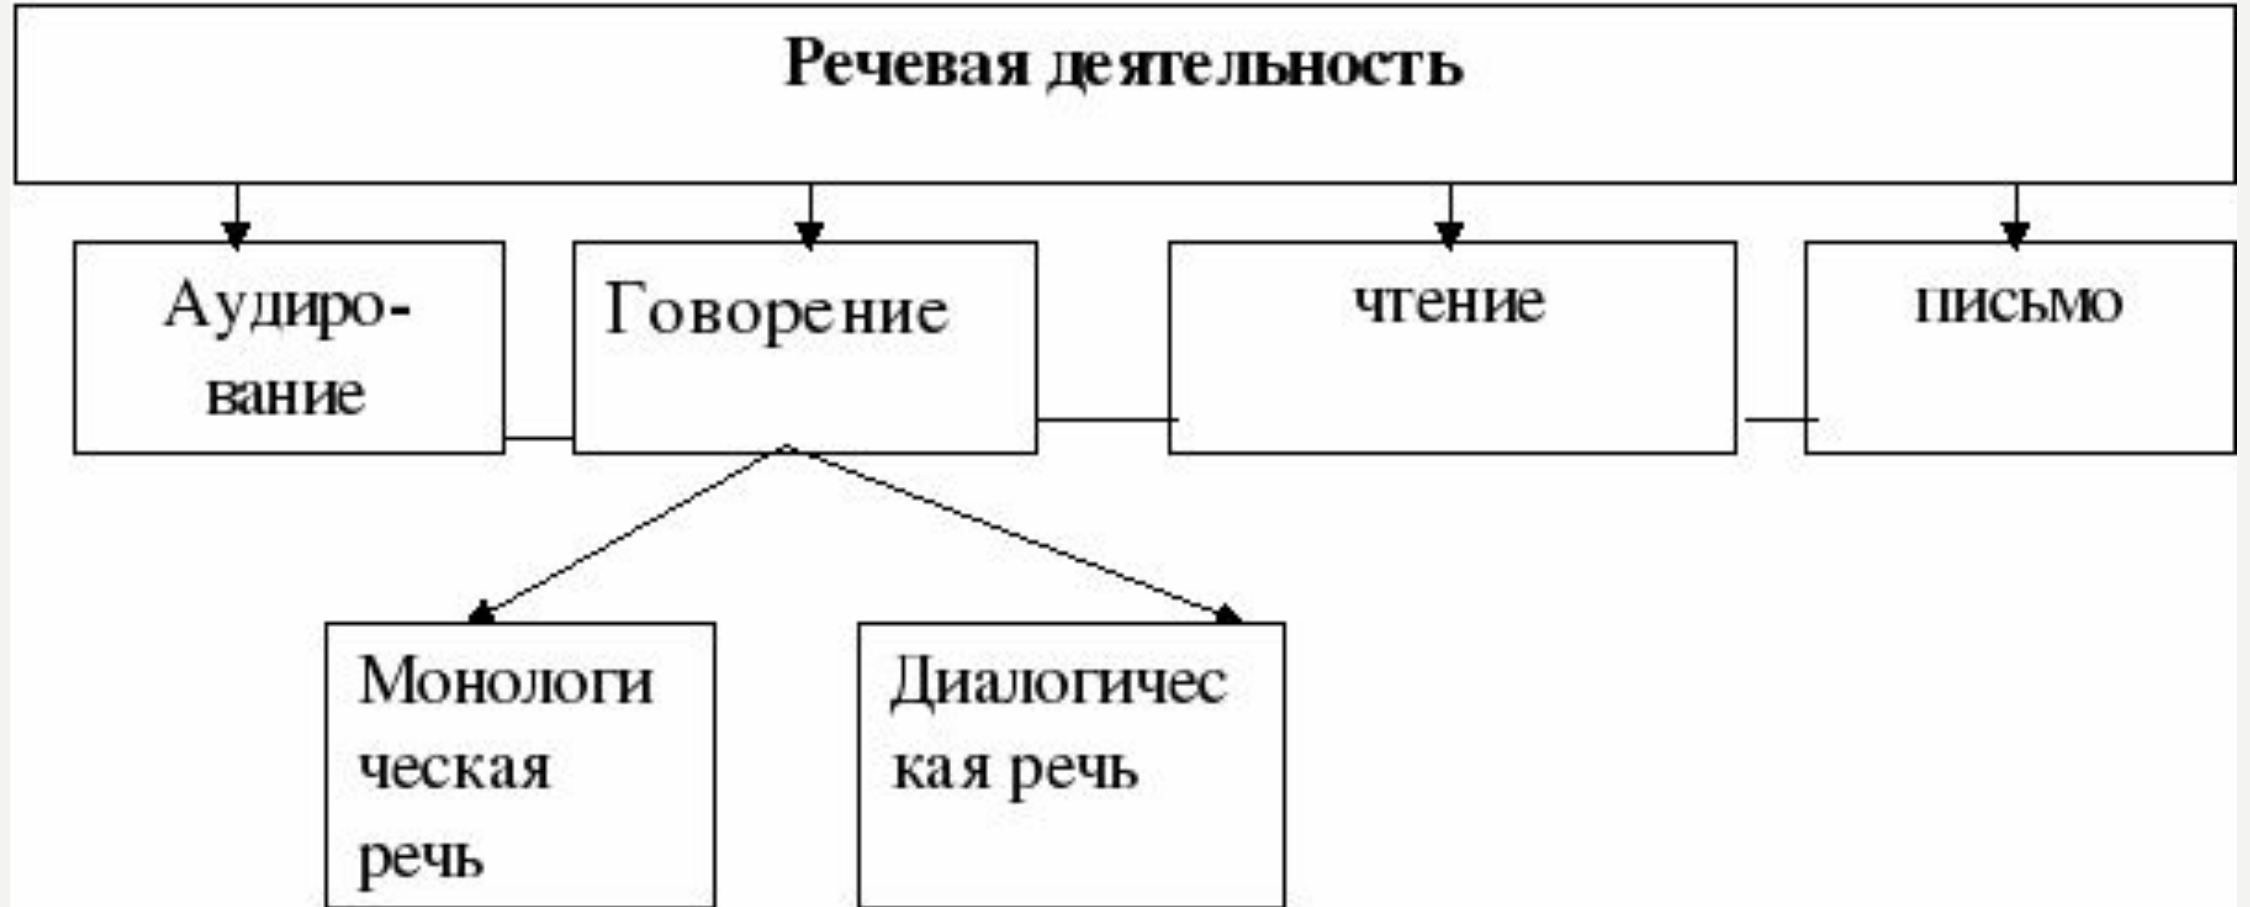 Речевая деятельность
Аудиро-
вание
Говорение
чтение
письмо
Монологи
ческая
речь
Диалогичес
кая речь